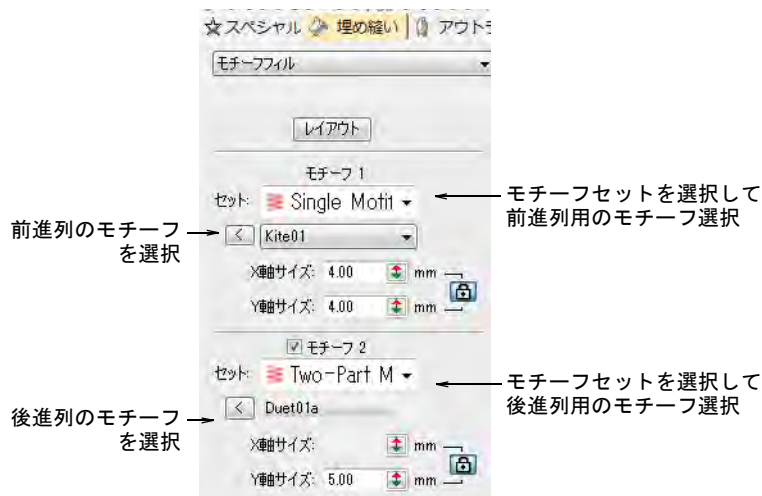 ☆スペシャル 埋め縫い アウト
モチーフフィル
レイアウト
モチーフ 1
セット: Single Motif
モチーフセットを選択して
前進列用のモチーフ選択
前進列のモチーフ
を選択
< Kite01
X軸サイズ: 4.00 mm
Y軸サイズ: 4.00 mm
モチーフ 2
セット: Two-Part M
モチーフセットを選択して
後進列用のモチーフ選択
後進列のモチーフ
を選択
< Duet01a
X軸サイズ: mm
Y軸サイズ: 5.00 mm